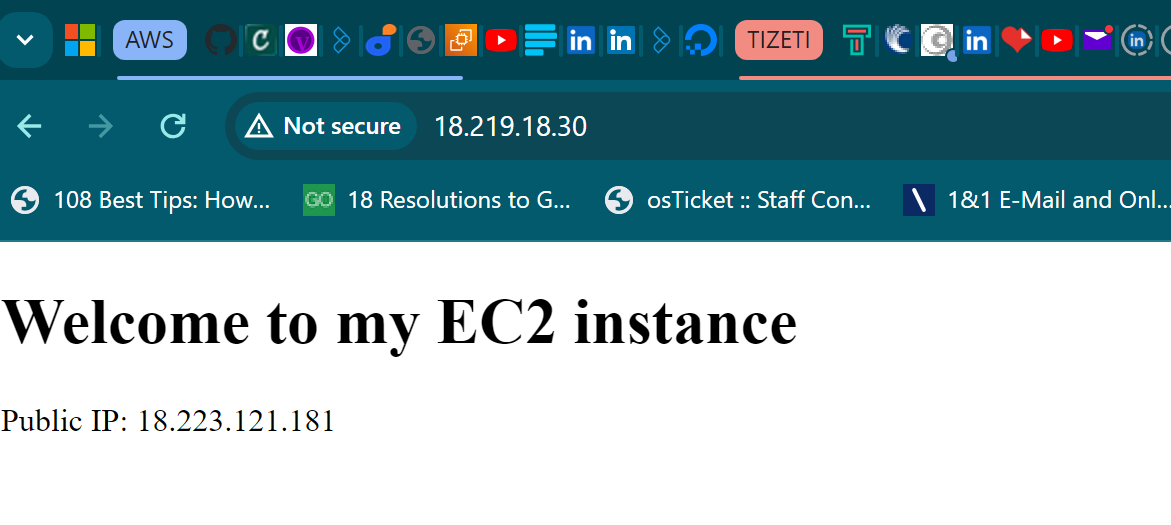 AWS TIZETI
Not secure 18.219.18.30
108 Best Tips: How... GO 18 Resolutions to G... osTicket :: Staff Con... 1&1 E-Mail and Onl...
Welcome to my EC2 instance
Public IP: 18.223.121.181